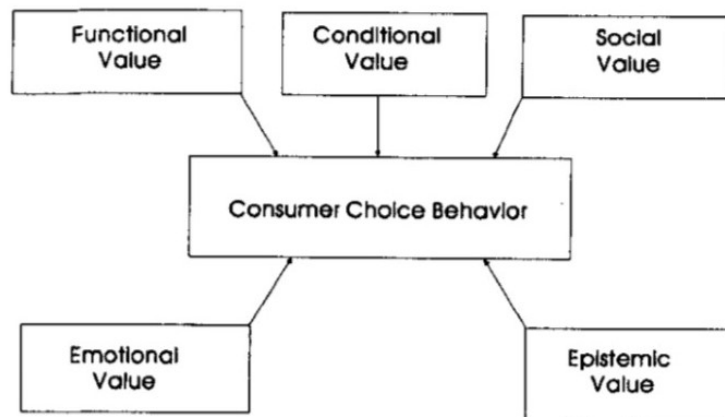 Functional
Value
Conditional
Value
Social
Value
Consumer Choice Behavior
Emotional
Value
Epistemic
Value